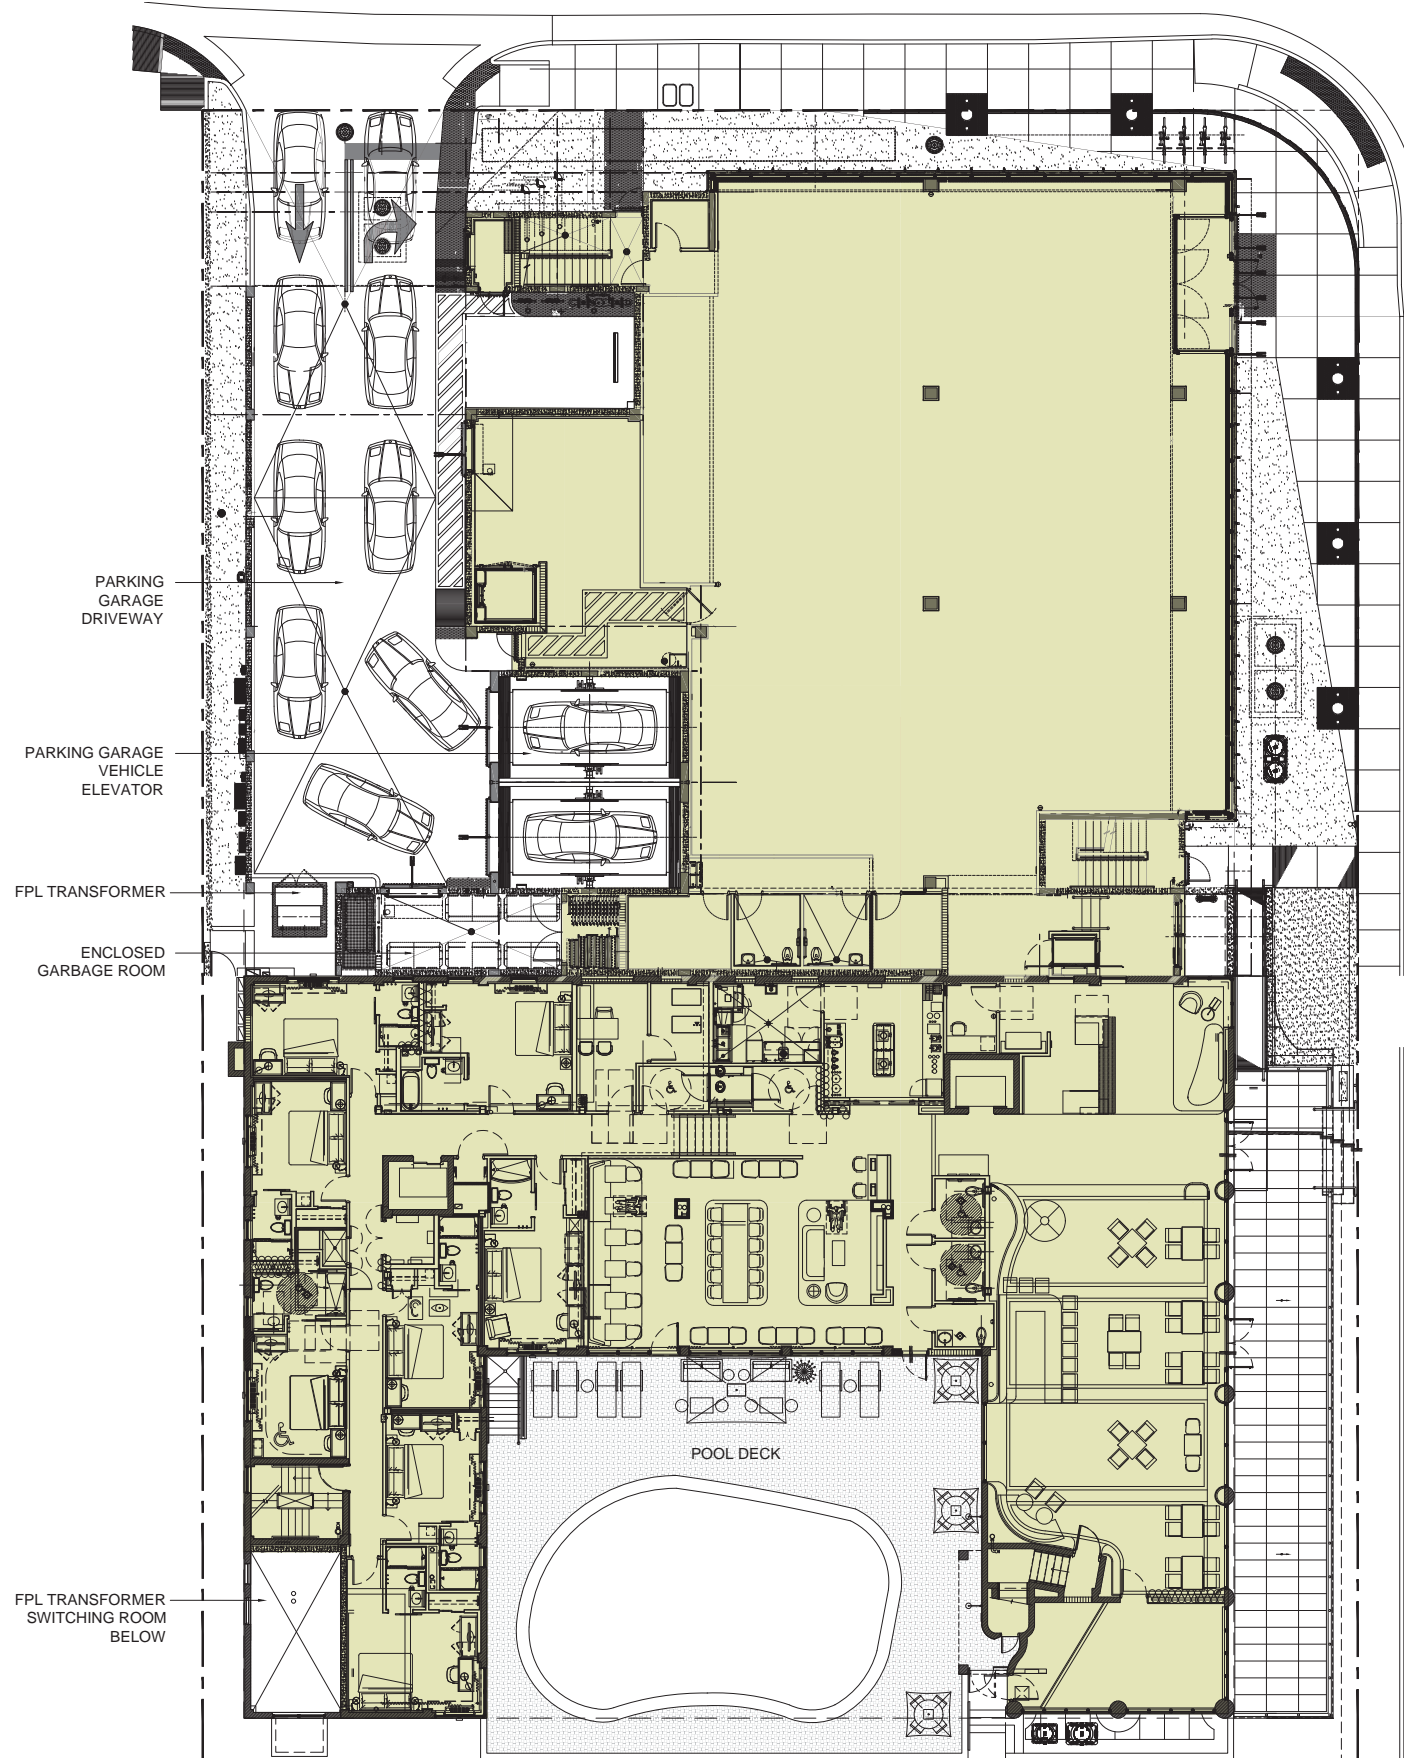 PARKING
GARAGE
DRIVEWAY
PARKING GARAGE
VEHICLE
ELEVATOR
FPL TRANSFORMER
ENCLOSED
GARBAGE ROOM
POOL DECK
FPL TRANSFORMER
SWITCHING ROOM
BELOW